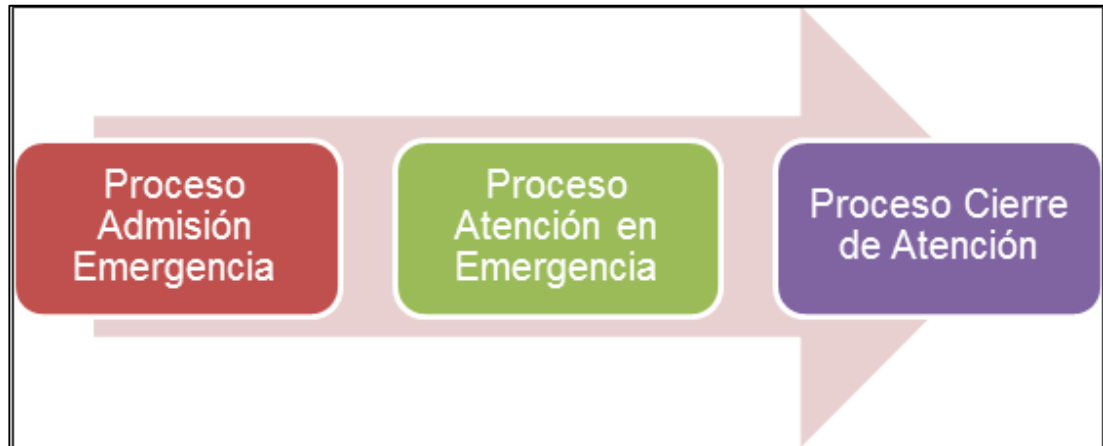 Proceso
Admisión
Emergencia
Proceso
Atención en
Emergencia
Proceso Cierre
de Atención